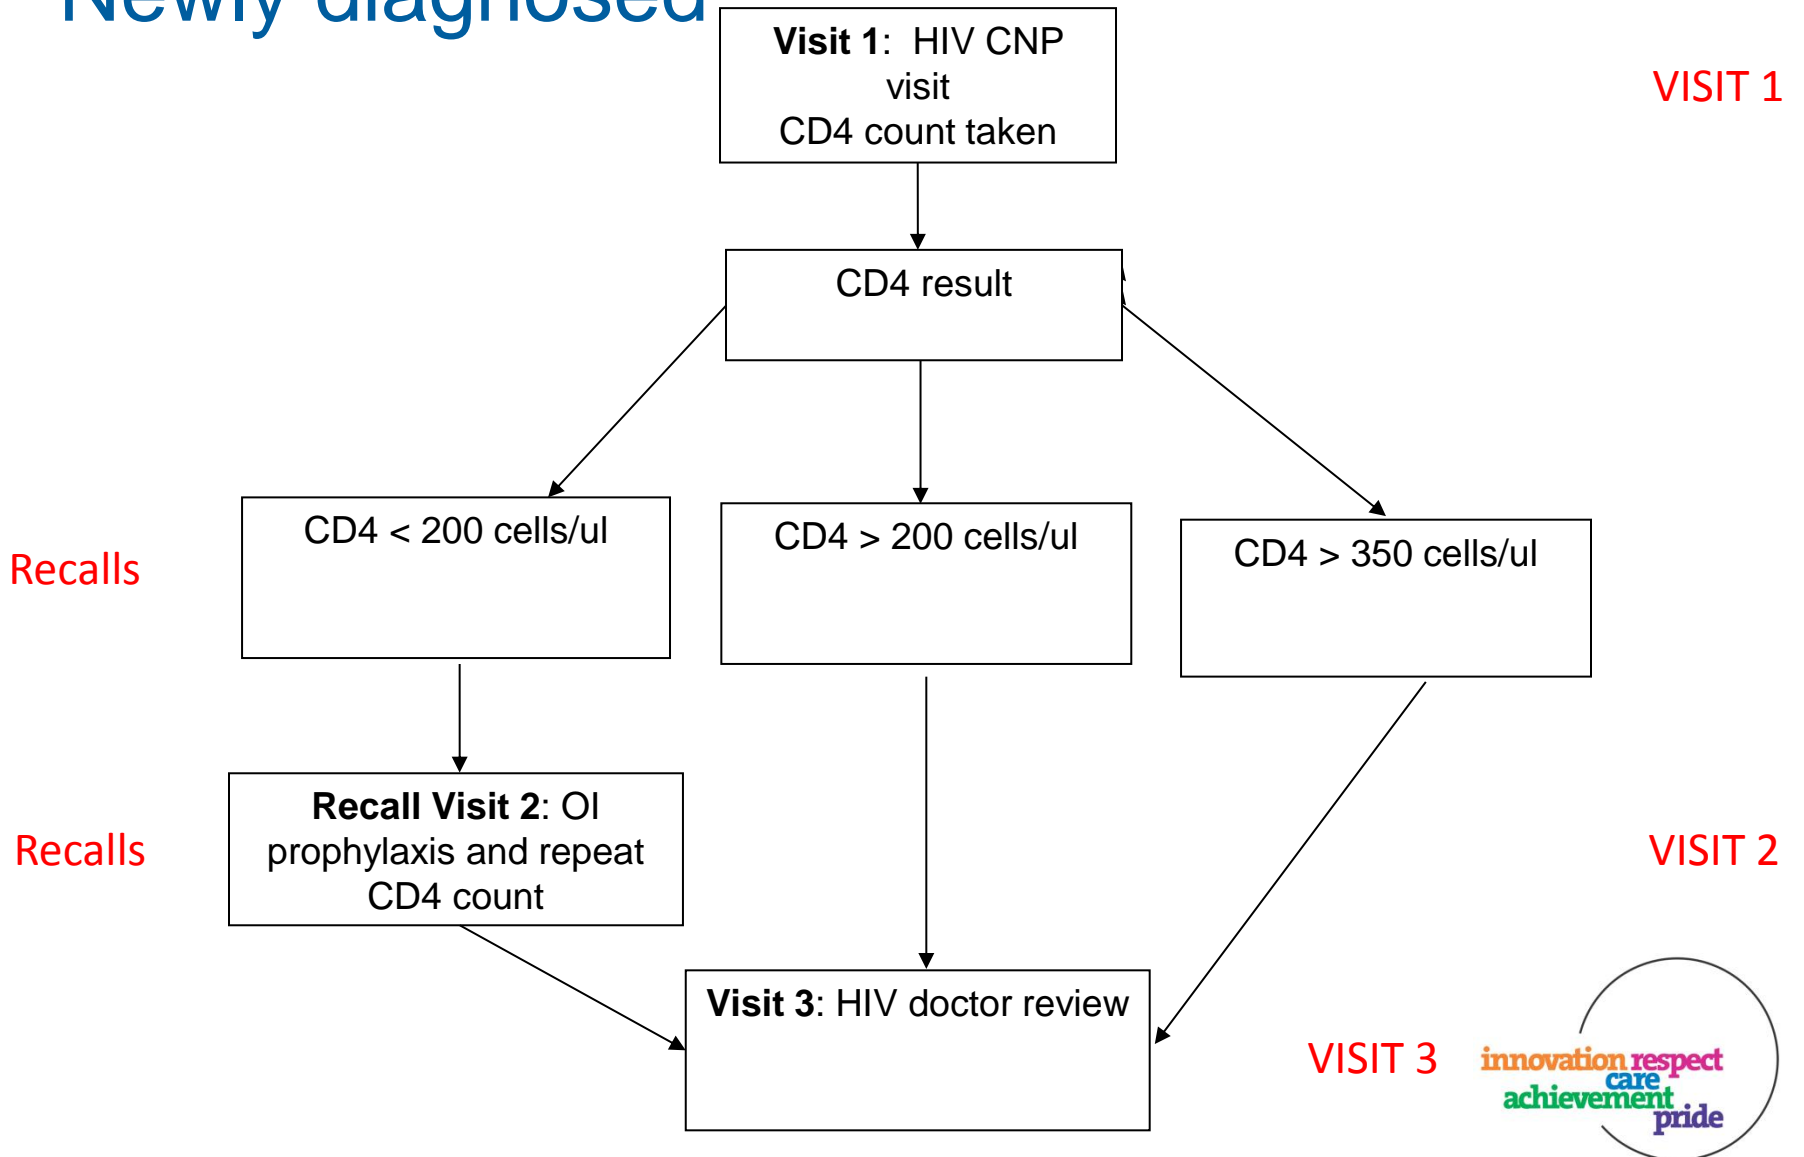 Newly diagnosed
Visit 1: HIV CNP
visit
CD4 count taken
VISIT 1
CD4 result
Recalls
CD4 < 200 cells/ul
CD4 > 200 cells/ul
CD4 > 350 cells/ul
Recalls
Recall Visit 2: OI
prophylaxis and repeat
CD4 count
VISIT 2
Visit 3: HIV doctor review
VISIT 3
innovation respect
care
achievement
pride